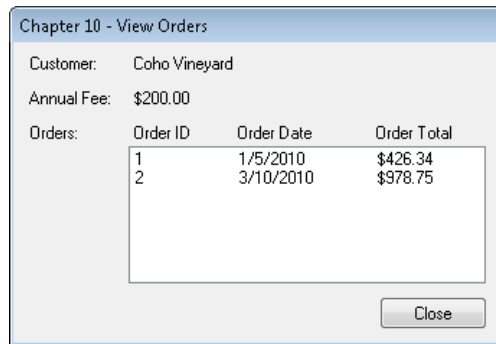 Chapter 10 - View Orders
Customer: Coho Vineyard
Annual Fee: $200.00
Orders: Order ID Order Date Order Total
1 1/5/2010 $426.34
2 3/10/2010 $978.75
Close